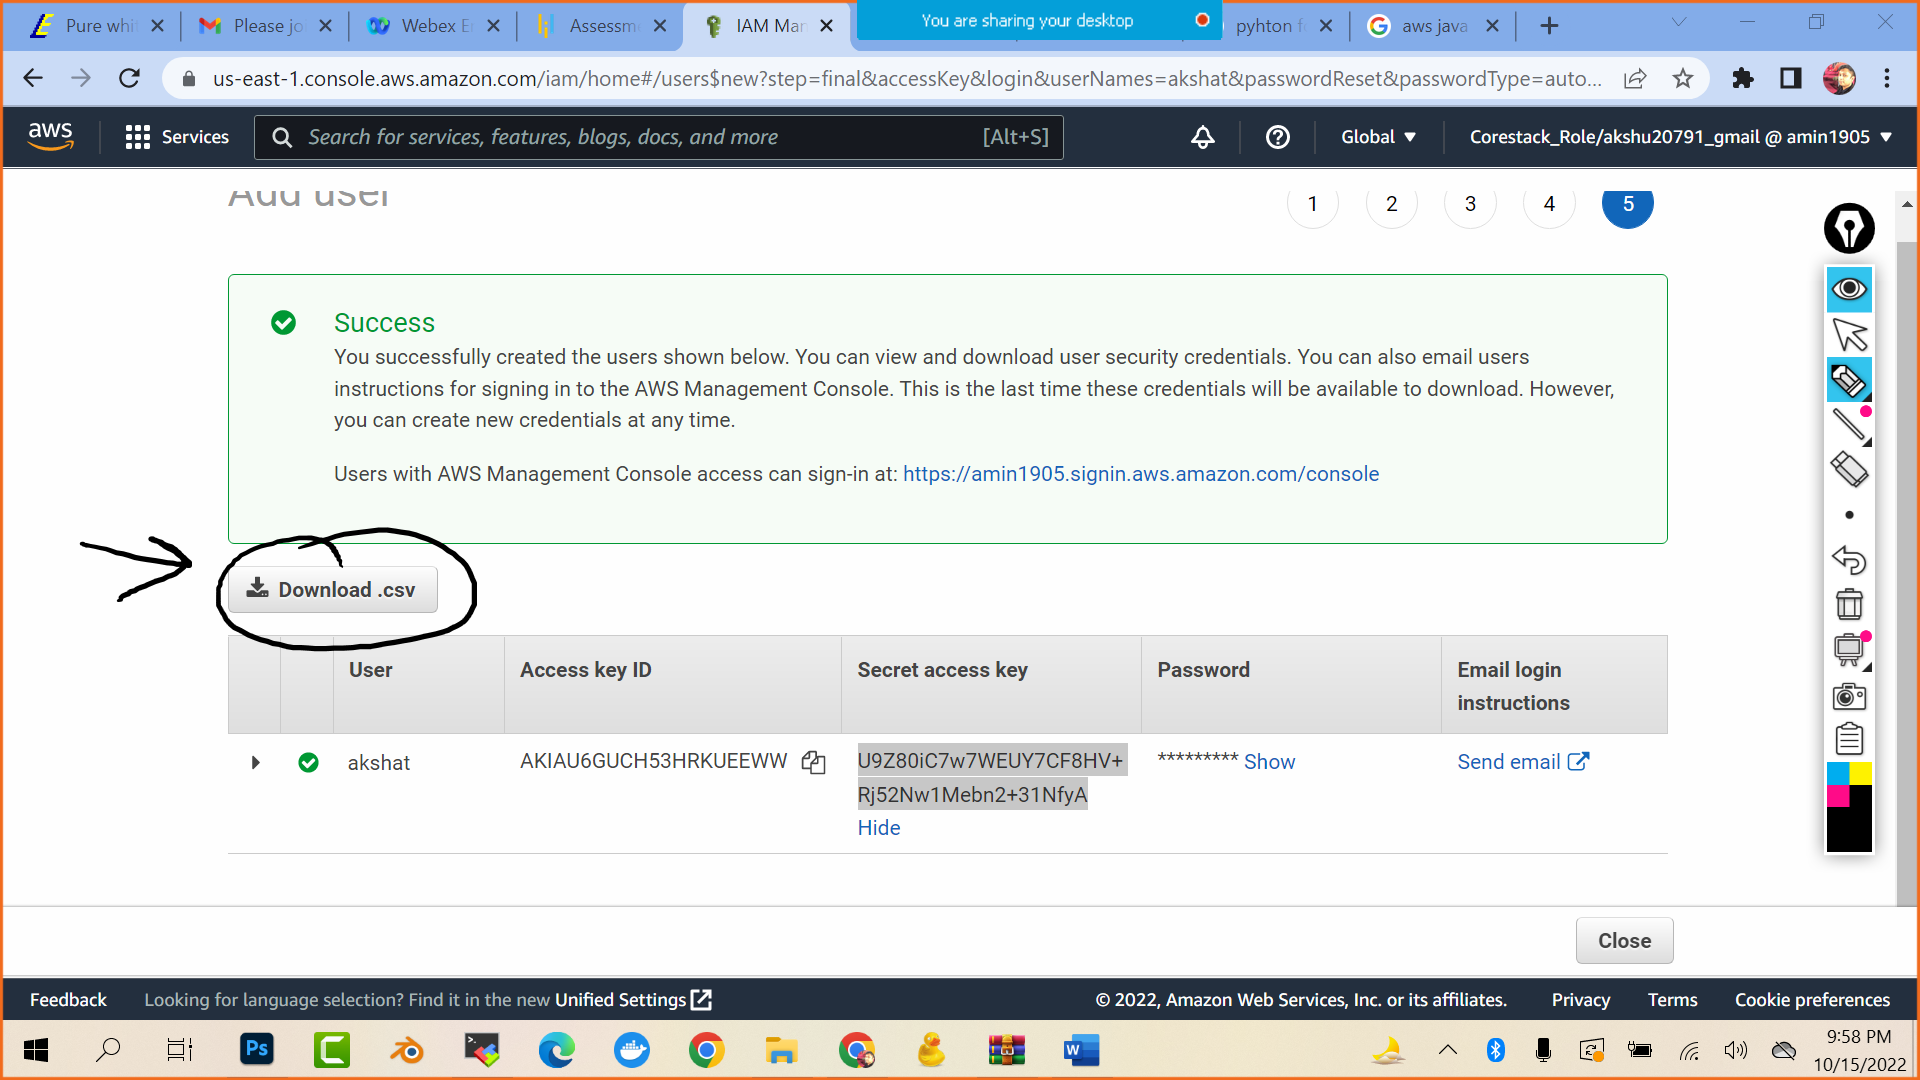 Pure whi
Please jo
Webex E
Assessm
IAM Man
You are sharing your desktop
pyhton f
aws java
us-east-1.console.aws.amazon.com/iam/home#/users$new?step=final&accessKey&login&userNames=akshat&passwordReset&passwordType=auto...
aws
Services
Search for services, features, blogs, docs, and more
[Alt+S]
Global
Corestack_Role/akshu20791_gmail @ amin1905
Add user
1 2 3 4 5
Success
You successfully created the users shown below. You can view and download user security credentials. You can also email users
instructions for signing in to the AWS Management Console. This is the last time these credentials will be available to download. However,
you can create new credentials at any time.
Users with AWS Management Console access can sign-in at: https://amin1905.signin.aws.amazon.com/console
Download .csv
User
Access key ID
Secret access key
Password
Email login
instructions
akshat
AKIAU6GUCH53HRKUEEWW
U9Z80iC7w7WEUY7CF8HV+
Rj52Nw1Mebn2+31NfyA
Hide
********* Show
Send email
Close
Feedback
Looking for language selection? Find it in the new Unified Settings
© 2022, Amazon Web Services, Inc. or its affiliates.
Privacy
Terms
Cookie preferences
Ps
W
9:58 PM
10/15/2022